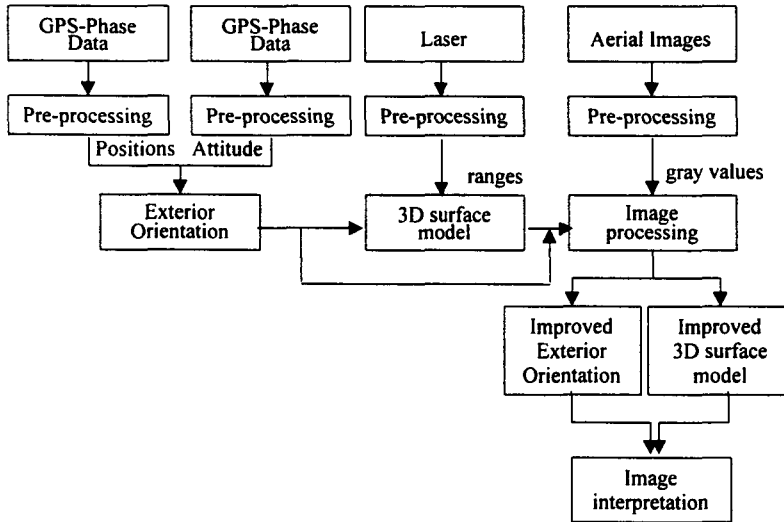 GPS-Phase
Data
GPS-Phase
Data
Laser
Aerial Images
Pre-processing
Pre-processing
Pre-processing
Pre-processing
Positions Attitude
ranges
gray values
Exterior
Orientation
3D surface
model
Image
processing
Improved
Exterior
Orientation
Improved
3D surface
model
Image
interpretation